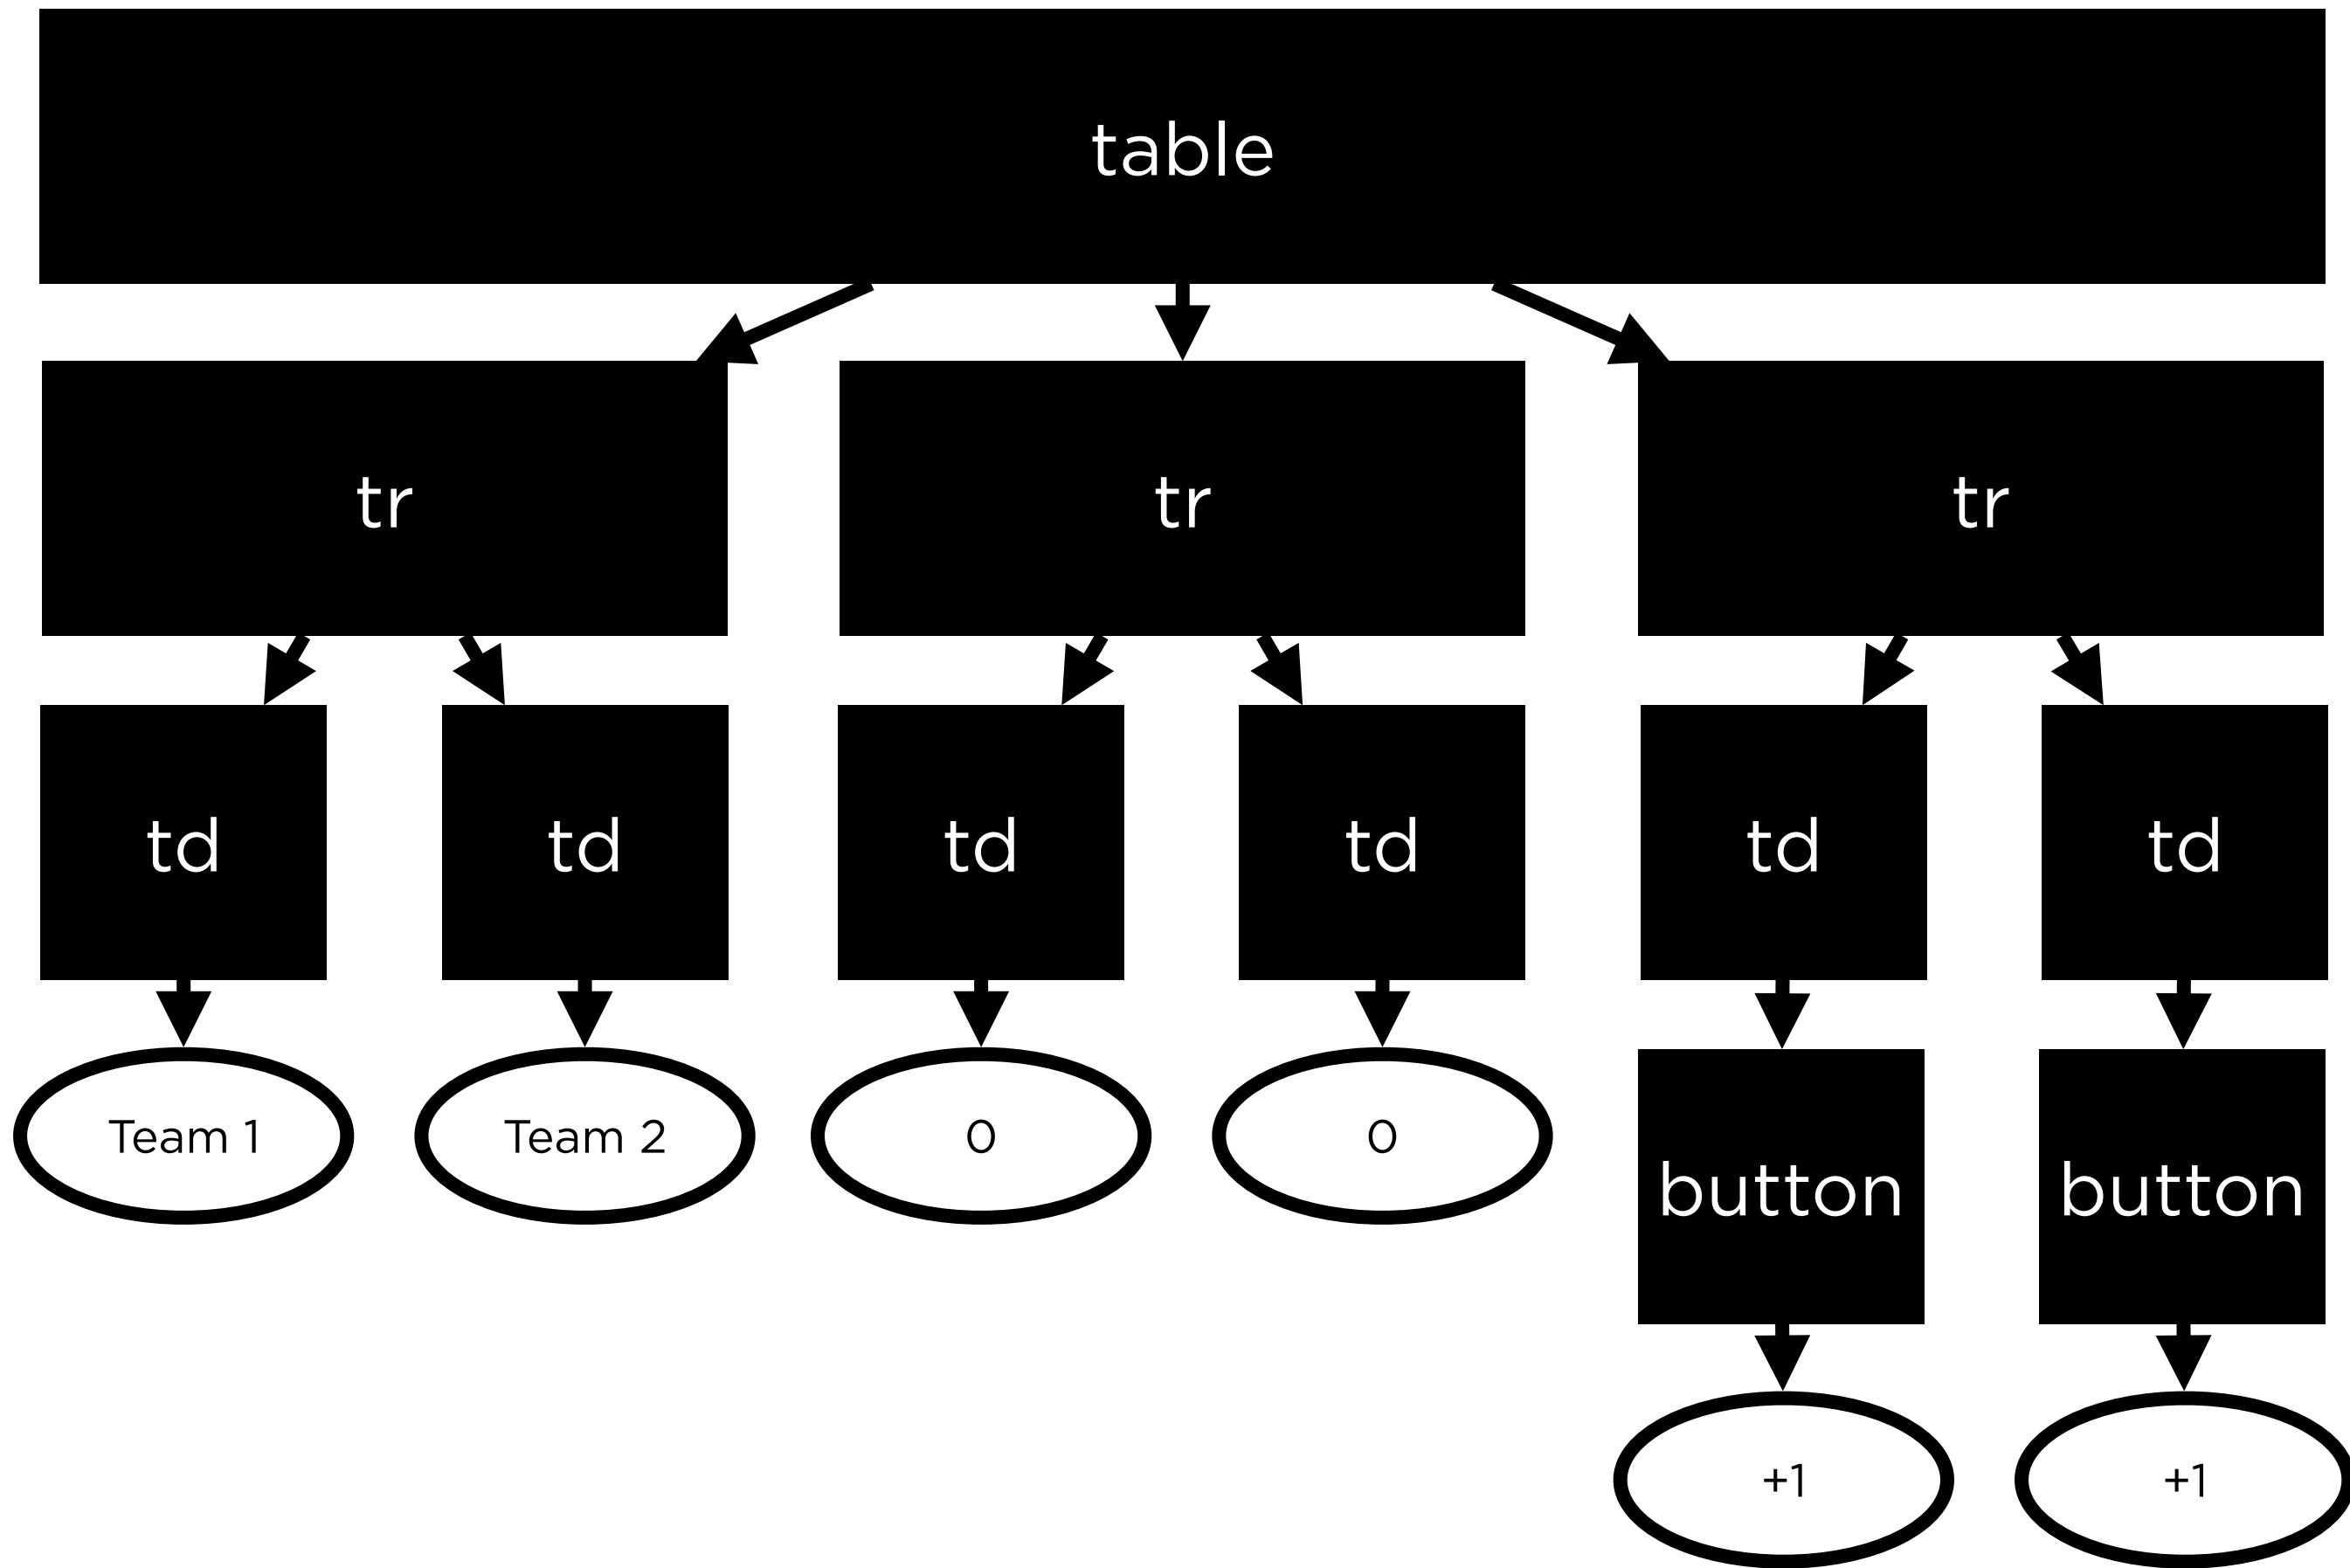 table
tr tr tr
td td td td td td
Team 1 Team 2 0 0
button button
+1 +1